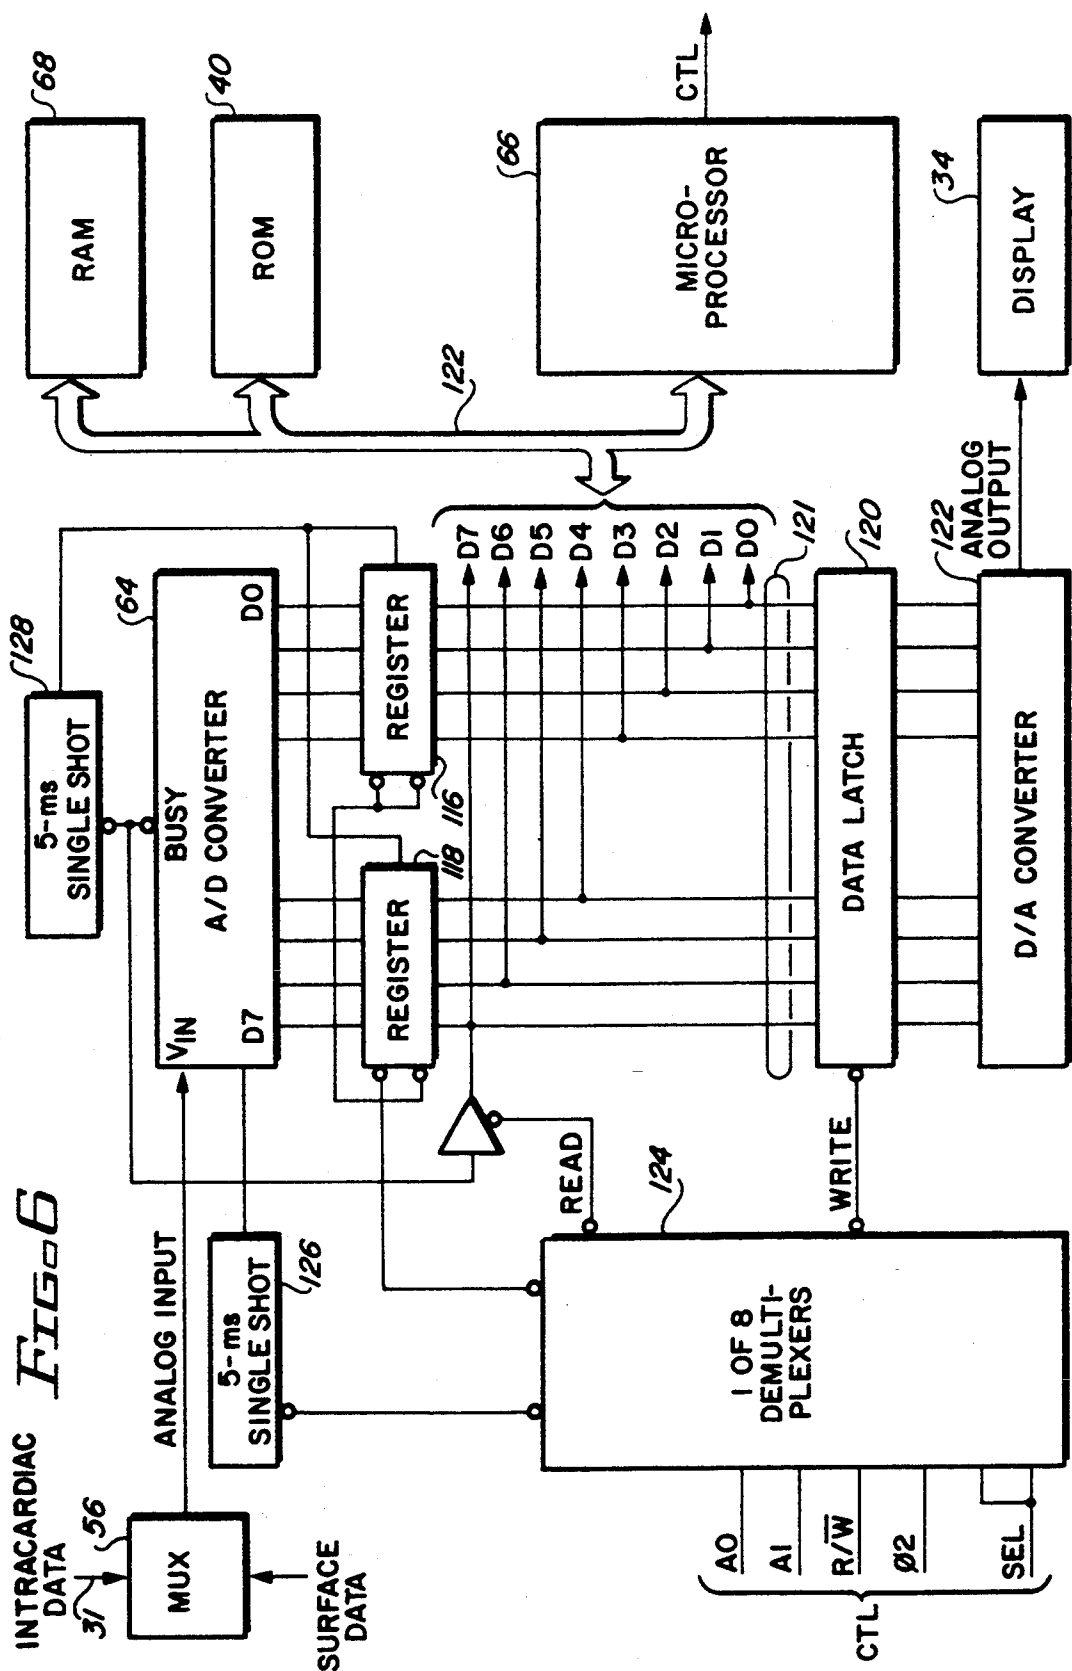 FIG. 6
INTRACARDIAC
DATA
31
56
MUX
SURFACE
DATA
ANALOG INPUT
5-ms
SINGLE SHOT
128
5-ms
SINGLE SHOT
126
64
VIN
BUSY
A/D CONVERTER
D7
D0
REGISTER
118
REGISTER
116
RAM
68
ROM
40
122
MICRO-
PROCESSOR
66
CTL
D7
D6
D5
D4
D3
D2
D1
D0
121
READ
WRITE
124
1 OF 8
DEMULTI-
PLEXERS
A0
A1
R/W̅
Ø2
SEL
CTL
DATA LATCH
120
D/A CONVERTER
122
ANALOG
OUTPUT
DISPLAY
34